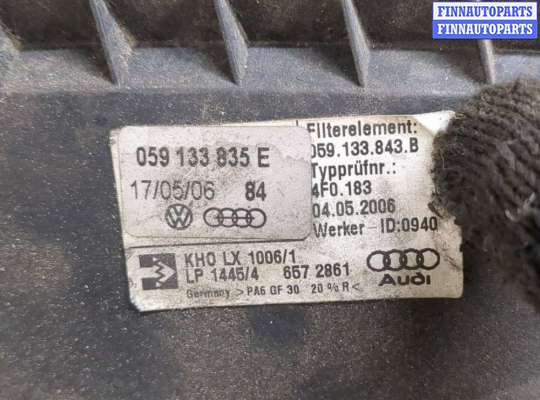 FINNAUTOPARTS
FINNAUTOPARTS
059 133 835 E
17/05/06 84
Filterelement:
059.133.843.B
Typprüfnr.:
4F0.183
04.05.2006
Werker - ID:0940
KHO LX 1006/1
LP 1445/4 657 2861
Germany >PA6 GF 30 20 % R<
Audi